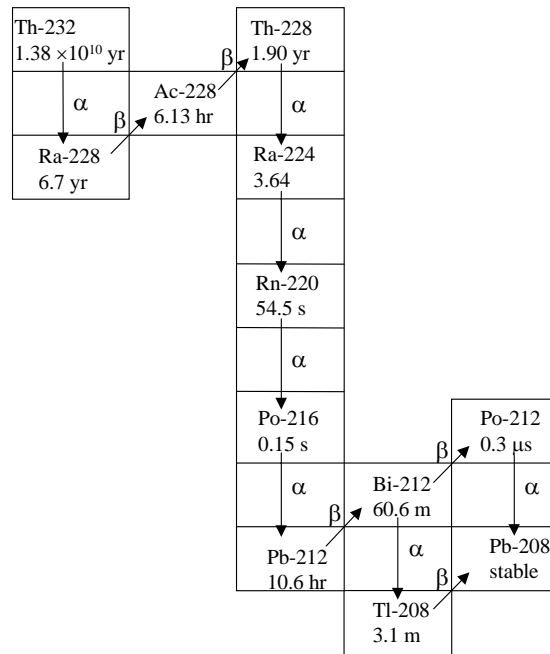 Th-232
1.38 ×10¹⁰ yr
Th-228
1.90 yr
β
Ac-228
6.13 hr
α
β
α
Ra-228
6.7 yr
Ra-224
3.64
α
Rn-220
54.5 s
α
Po-216
0.15 s
Po-212
0.3 μs
β
Bi-212
60.6 m
α
α
β
Pb-212
10.6 hr
α
Pb-208
stable
β
Tl-208
3.1 m